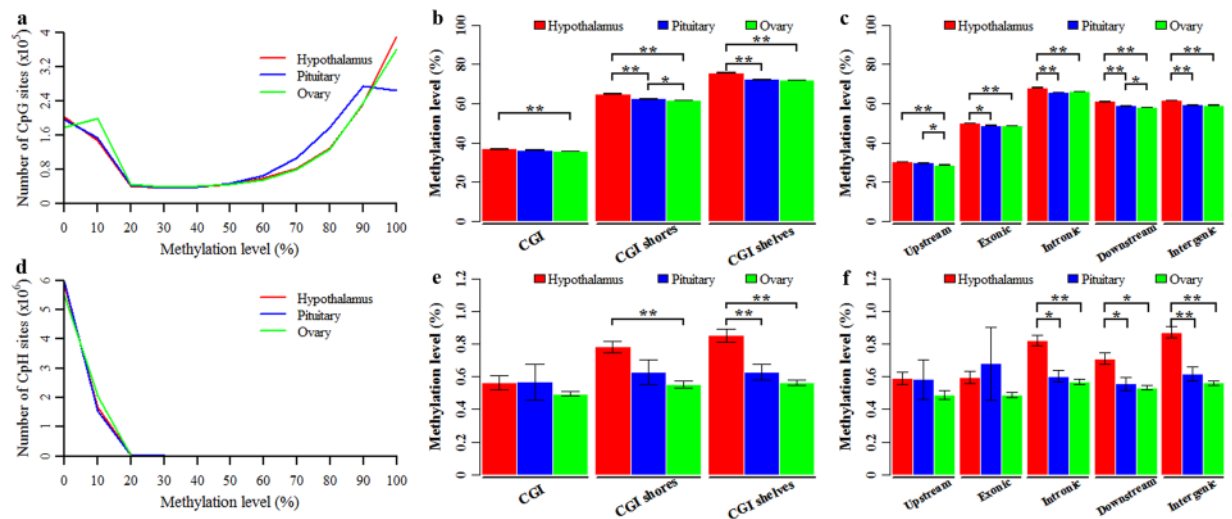 a
Number of CpG sites (x10⁵)
4
3.2
2.4
1.6
0.8
0
Hypothalamus
Pituitary
Ovary
0 10 20 30 40 50 60 70 80 90 100
Methylation level (%)
b
Methylation level (%)
100
80
60
40
20
0
Hypothalamus Pituitary Ovary
**
** ** *
** **
CGI CGI shores CGI shelves
c
Methylation level (%)
100
80
60
40
20
0
Hypothalamus Pituitary Ovary
** *
** *
** **
** ** *
** **
Upstream Exonic Intronic Downstream Intergenic
d
Number of CpH sites (x10⁶)
6
5
4
3
2
1
0
Hypothalamus
Pituitary
Ovary
0 10 20 30 40 50 60 70 80 90 100
Methylation level (%)
e
Methylation level (%)
1.2
1.0
0.8
0.6
0.4
0.2
0.0
Hypothalamus Pituitary Ovary
**
** **
CGI CGI shores CGI shelves
f
Methylation level (%)
1.2
1.0
0.8
0.6
0.4
0.2
0.0
Hypothalamus Pituitary Ovary
** *
* *
** **
Upstream Exonic Intronic Downstream Intergenic